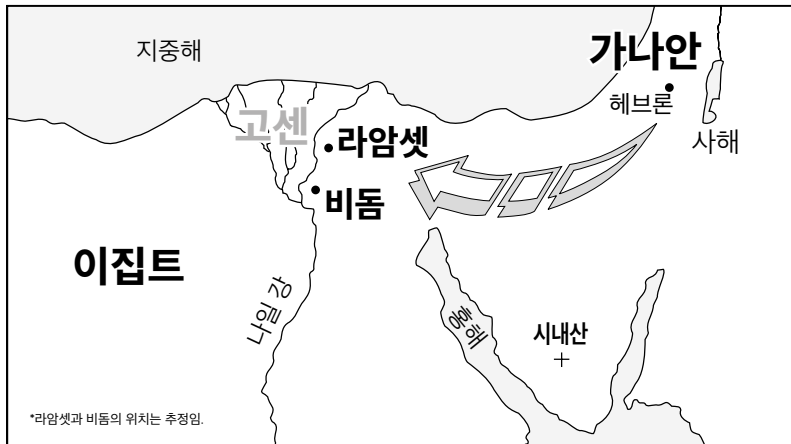 지중해
가나안
헤브론
사해
고센
라암셋
비돔
이집트
나일 강
홍해
시내산
*라암셋과 비돔의 위치는 추정임.